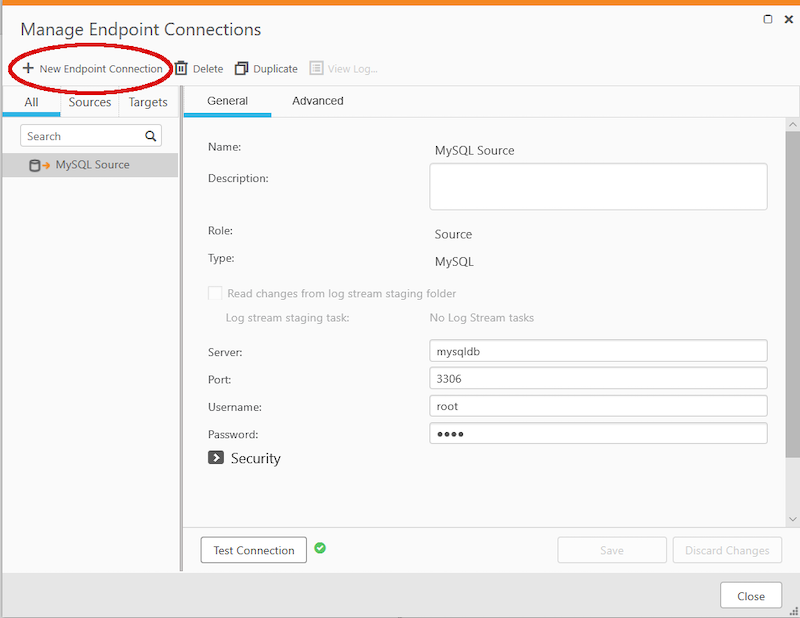 Manage Endpoint Connections
New Endpoint Connection Delete Duplicate View Log...
All Sources Targets
General Advanced
Search
MySQL Source
Name: MySQL Source
Description:
Role: Source
Type: MySQL
Read changes from log stream staging folder
Log stream staging task: No Log Stream tasks
Server: mysqldb
Port: 3306
Username: root
Password: ●●●●
Security
Test Connection Save Discard Changes
Close